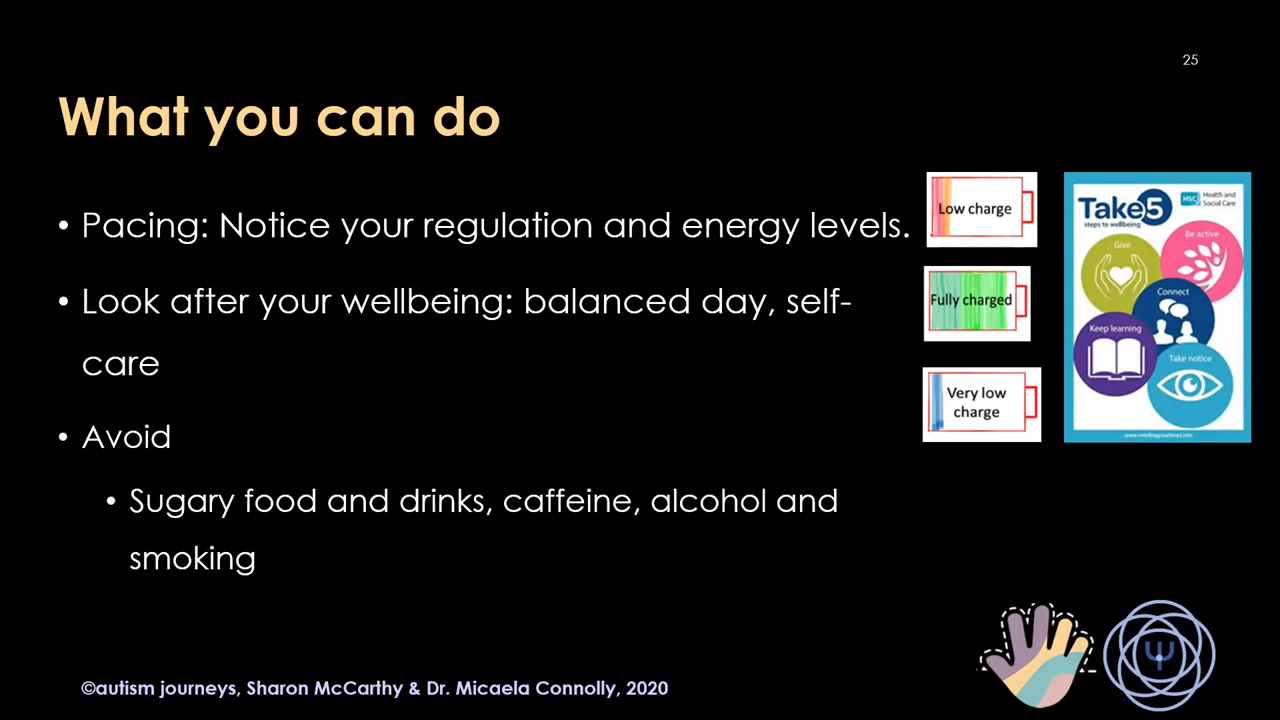 25
What you can do
• Pacing: Notice your regulation and energy levels.
• Look after your wellbeing: balanced day, self-
care
• Avoid
• Sugary food and drinks, caffeine, alcohol and
smoking
Low charge
Fully charged
Very low
charge
Take 5
steps to wellbeing
HSC Health and
Social Care
Give
Be active
Connect
Keep learning
Take notice
©autism journeys, Sharon McCarthy & Dr. Micaela Connolly, 2020